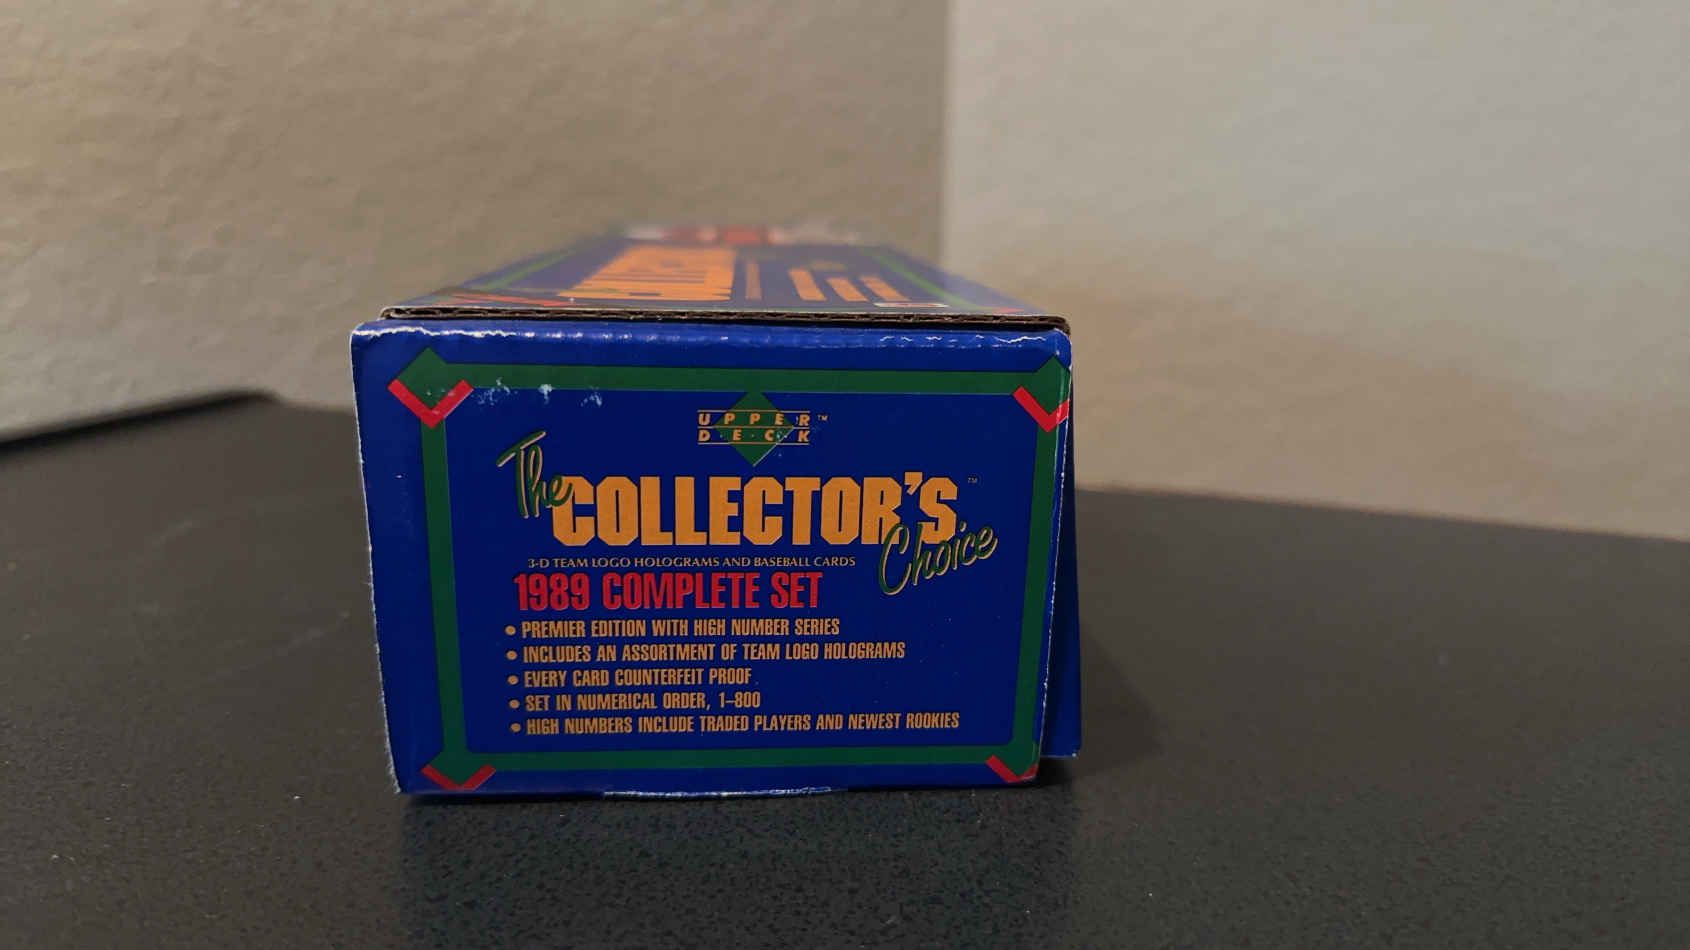 UPPER™
DECK
The COLLECTOR'S™
Choice
3-D TEAM LOGO HOLOGRAMS AND BASEBALL CARDS
1989 COMPLETE SET
• PREMIER EDITION WITH HIGH NUMBER SERIES
• INCLUDES AN ASSORTMENT OF TEAM LOGO HOLOGRAMS
• EVERY CARD COUNTERFEIT PROOF
• SET IN NUMERICAL ORDER, 1–800
• HIGH NUMBERS INCLUDE TRADED PLAYERS AND NEWEST ROOKIES